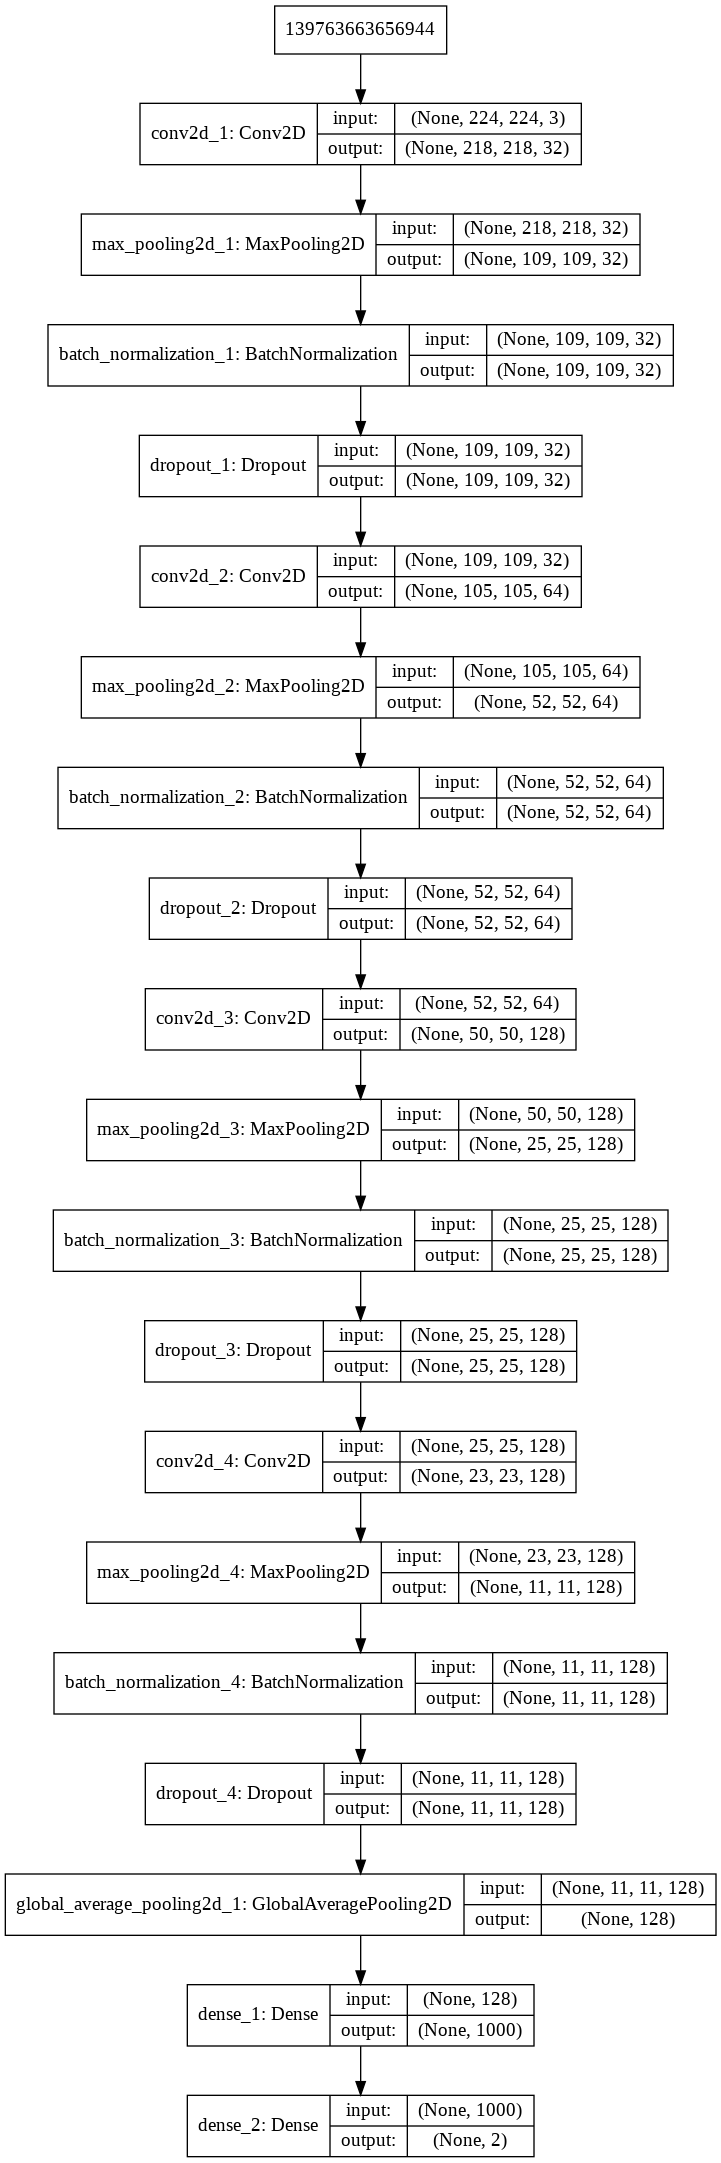 139763663656944
conv2d_1: Conv2D
input: (None, 224, 224, 3)
output: (None, 218, 218, 32)
max_pooling2d_1: MaxPooling2D
input: (None, 218, 218, 32)
output: (None, 109, 109, 32)
batch_normalization_1: BatchNormalization
input: (None, 109, 109, 32)
output: (None, 109, 109, 32)
dropout_1: Dropout
input: (None, 109, 109, 32)
output: (None, 109, 109, 32)
conv2d_2: Conv2D
input: (None, 109, 109, 32)
output: (None, 105, 105, 64)
max_pooling2d_2: MaxPooling2D
input: (None, 105, 105, 64)
output: (None, 52, 52, 64)
batch_normalization_2: BatchNormalization
input: (None, 52, 52, 64)
output: (None, 52, 52, 64)
dropout_2: Dropout
input: (None, 52, 52, 64)
output: (None, 52, 52, 64)
conv2d_3: Conv2D
input: (None, 52, 52, 64)
output: (None, 50, 50, 128)
max_pooling2d_3: MaxPooling2D
input: (None, 50, 50, 128)
output: (None, 25, 25, 128)
batch_normalization_3: BatchNormalization
input: (None, 25, 25, 128)
output: (None, 25, 25, 128)
dropout_3: Dropout
input: (None, 25, 25, 128)
output: (None, 25, 25, 128)
conv2d_4: Conv2D
input: (None, 25, 25, 128)
output: (None, 23, 23, 128)
max_pooling2d_4: MaxPooling2D
input: (None, 23, 23, 128)
output: (None, 11, 11, 128)
batch_normalization_4: BatchNormalization
input: (None, 11, 11, 128)
output: (None, 11, 11, 128)
dropout_4: Dropout
input: (None, 11, 11, 128)
output: (None, 11, 11, 128)
global_average_pooling2d_1: GlobalAveragePooling2D
input: (None, 11, 11, 128)
output: (None, 128)
dense_1: Dense
input: (None, 128)
output: (None, 1000)
dense_2: Dense
input: (None, 1000)
output: (None, 2)